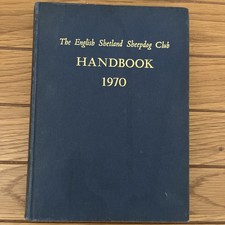 The English Shetland Sheepdog Club
HANDBOOK
1970